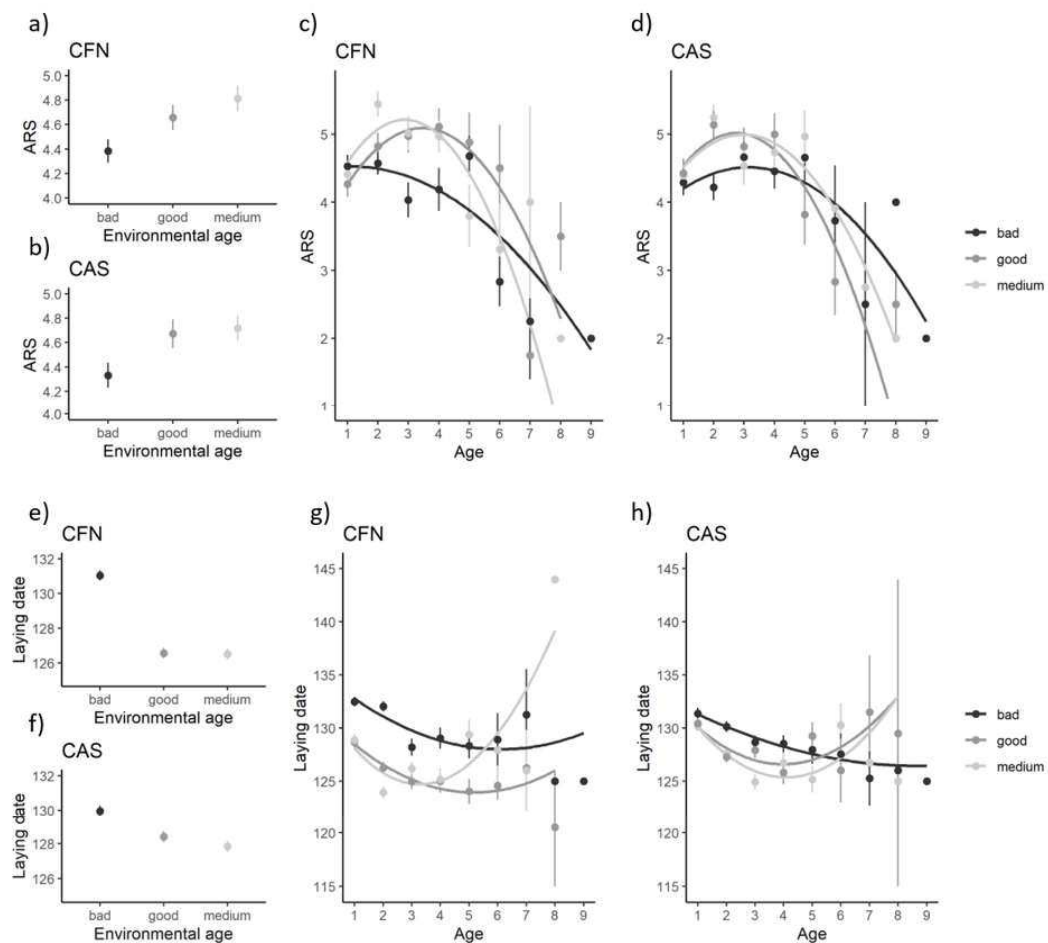 a)
CFN
5.0
4.8
4.6
4.4
4.2
4.0
ARS
bad good medium
Environmental age
b)
CAS
5.0
4.8
4.6
4.4
4.2
4.0
ARS
bad good medium
Environmental age
c)
CFN
5
4
3
2
1
ARS
1 2 3 4 5 6 7 8 9
Age
d)
CAS
5
4
3
2
1
ARS
1 2 3 4 5 6 7 8 9
Age
bad
good
medium
e)
CFN
132
130
128
126
Laying date
bad good medium
Environmental age
f)
CAS
132
130
128
126
Laying date
bad good medium
Environmental age
g)
CFN
145
140
135
130
125
120
115
Laying date
1 2 3 4 5 6 7 8 9
Age
h)
CAS
145
140
135
130
125
120
115
Laying date
1 2 3 4 5 6 7 8 9
Age
bad
good
medium